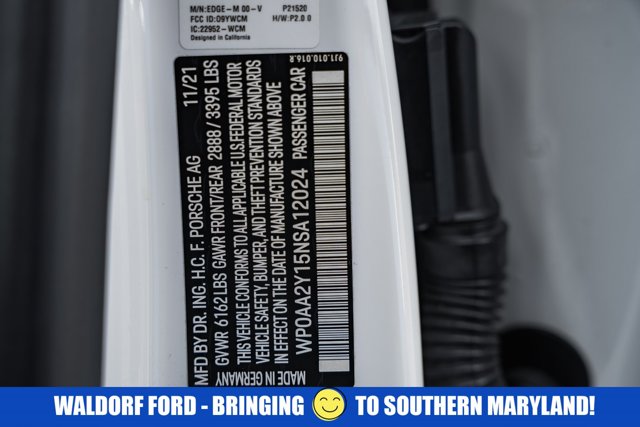 M/N:EDGE-M 00-V P21520
FCC ID:O9YWCM H/W:P2.0 0
IC:22952-WCM
Designed in California
9J1.010.016.R
11/21
MFD BY DR. ING. H.C. F. PORSCHE AG
GVWR 6162 LBS GAWR FRONT/REAR 2888/3395 LBS
THIS VEHICLE CONFORMS TO ALL APPLICABLE U.S. FEDERAL MOTOR
VEHICLE SAFETY, BUMPER, AND THEFT PREVENTION STANDARDS
IN EFFECT ON THE DATE OF MANUFACTURE SHOWN ABOVE
WP0AA2Y15NSA12024 PASSENGER CAR
MADE IN GERMANY
WALDORF FORD - BRINGING TO SOUTHERN MARYLAND!